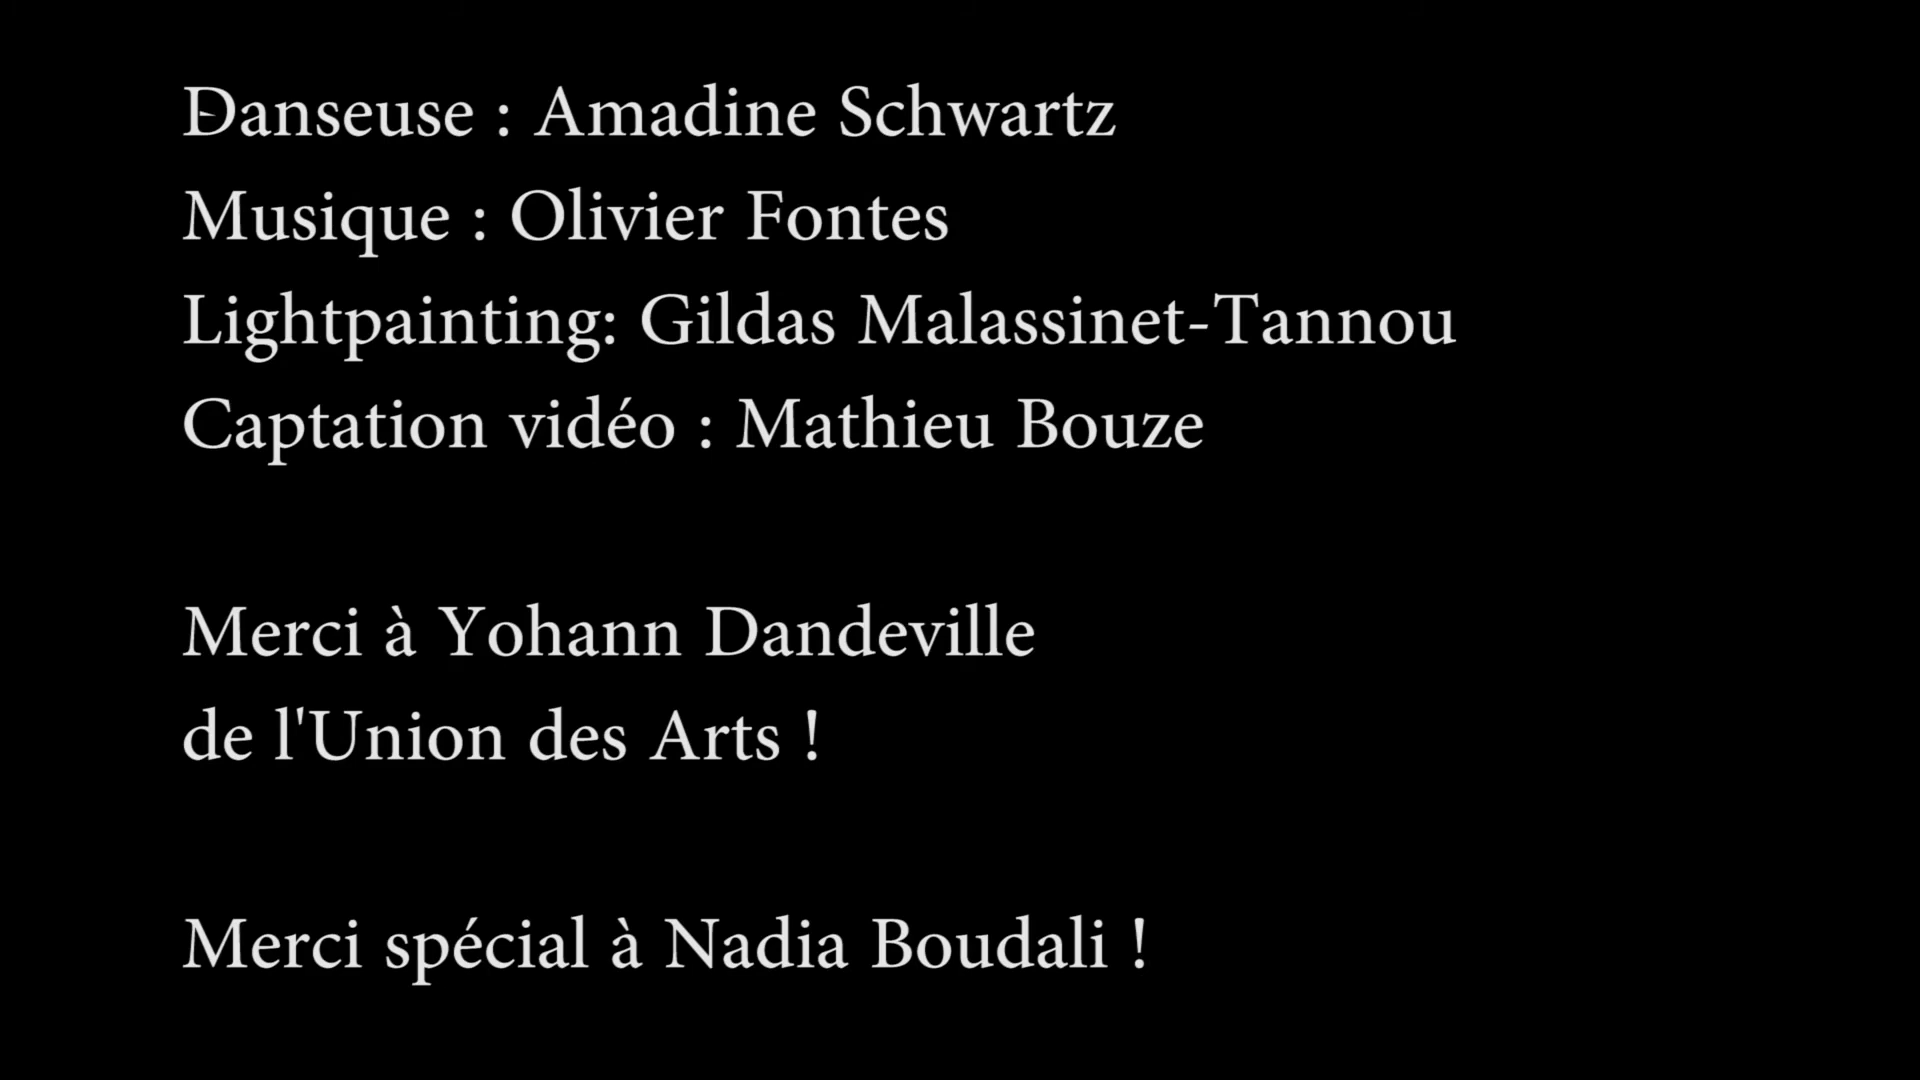 Danseuse : Amadine Schwartz
Musique : Olivier Fontes
Lightpainting: Gildas Malassinet-Tannou
Captation vidéo : Mathieu Bouze
Merci à Yohann Dandeville
de l'Union des Arts !
Merci spécial à Nadia Boudali !